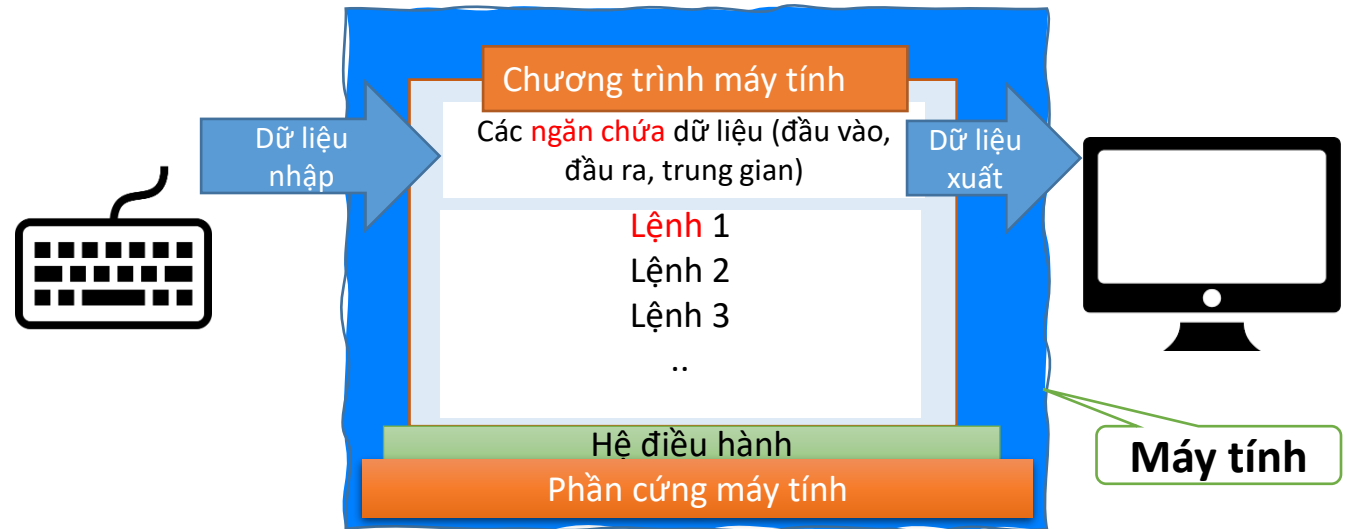 Chương trình máy tính
Dữ liệu
nhập
Các ngăn chứa dữ liệu (đầu vào,
đầu ra, trung gian)
Dữ liệu
xuất
Lệnh 1
Lệnh 2
Lệnh 3
..
Hệ điều hành
Phần cứng máy tính
Máy tính